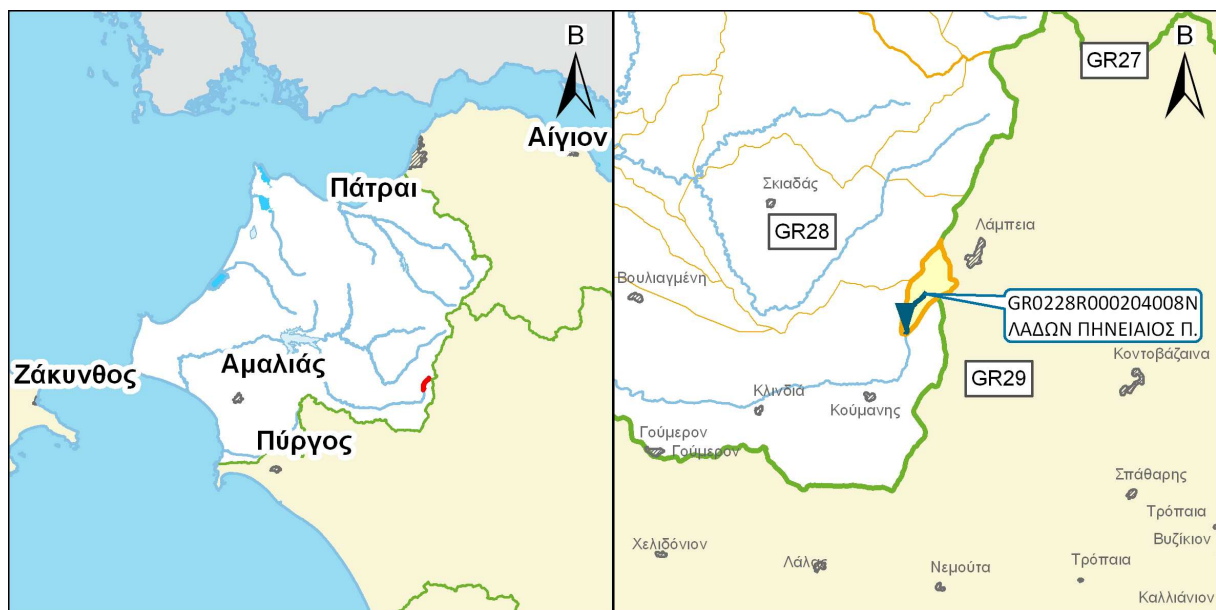 Β
Αίγιον
Πάτραι
Αμαλιάς
Ζάκυνθος
Πύργος
GR27
Β
Σκιαδάς
GR28
Λάμπεια
Βουλιαγμένη
GR0228R000204008N
ΛΑΔΩΝ ΠΗΝΕΙΑΙΟΣ Π.
Κοντοβάζαινα
GR29
Κλινδιά
Κούμανης
Γούμερον
Γούμερον
Σπάθαρης
Τρόπαια
Βυζίκιον
Χελιδόνιον
Λάλας
Νεμούτα
Τρόπαια
Καλλιάνιον